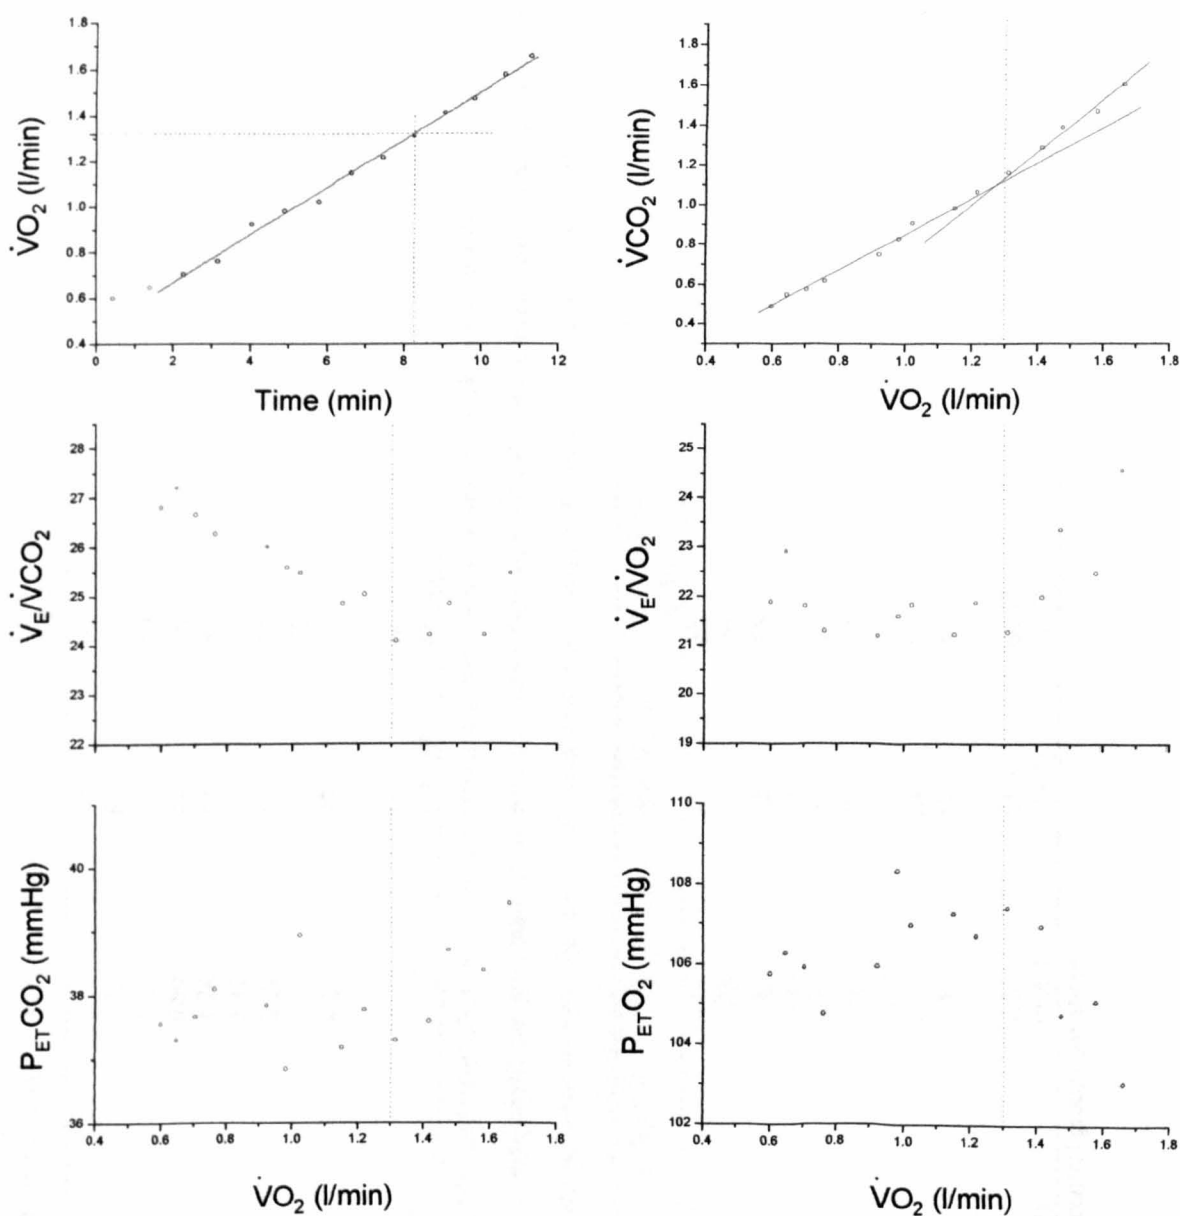 V̇O₂ (l/min)
1.8
1.6
1.4
1.2
1.0
0.8
0.6
0.4
0 2 4 6 8 10 12
Time (min)
V̇CO₂ (l/min)
1.8
1.6
1.4
1.2
1.0
0.8
0.6
0.4
0.4 0.6 0.8 1.0 1.2 1.4 1.6 1.8
V̇O₂ (l/min)
V̇E/V̇CO₂
28
27
26
25
24
23
22
V̇E/V̇O₂
25
24
23
22
21
20
19
PETCO₂ (mmHg)
40
38
36
0.4 0.6 0.8 1.0 1.2 1.4 1.6 1.8
V̇O₂ (l/min)
PETO₂ (mmHg)
110
108
106
104
102
0.4 0.6 0.8 1.0 1.2 1.4 1.6 1.8
V̇O₂ (l/min)